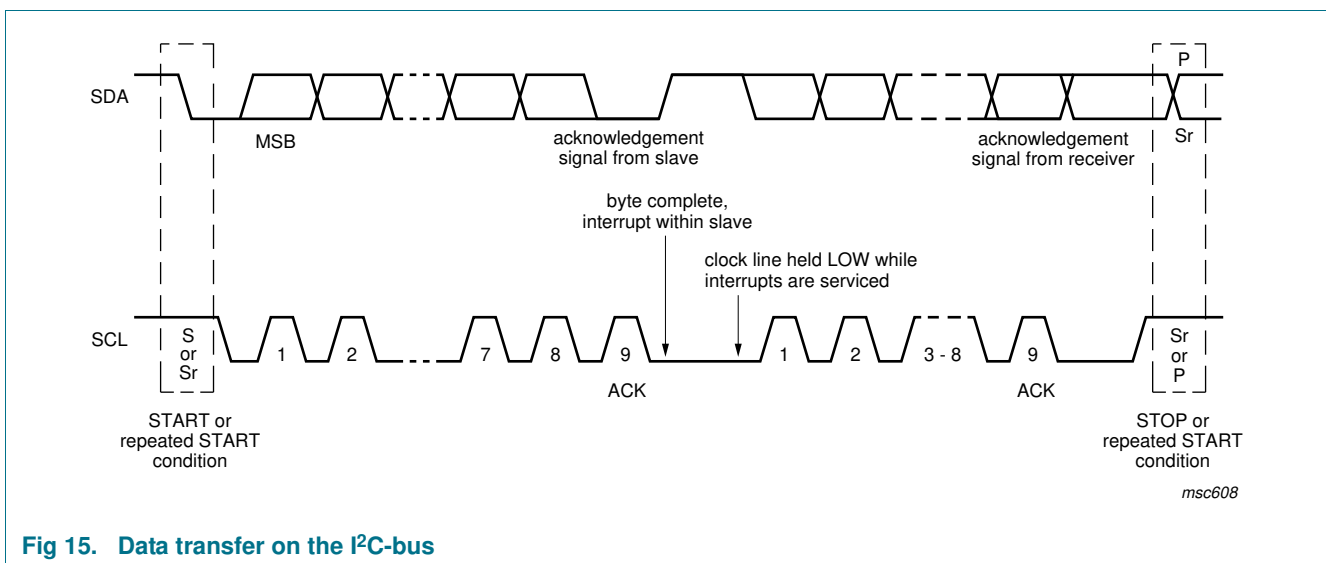 P
SDA
MSB
acknowledgement
signal from slave
acknowledgement
signal from receiver
Sr
byte complete,
interrupt within slave
clock line held LOW while
interrupts are serviced
SCL
S
or
Sr
1
2
7
8
9
1
2
3 - 8
9
Sr
or
P
ACK
ACK
START or
repeated START
condition
STOP or
repeated START
condition
msc608
Fig 15. Data transfer on the I²C-bus